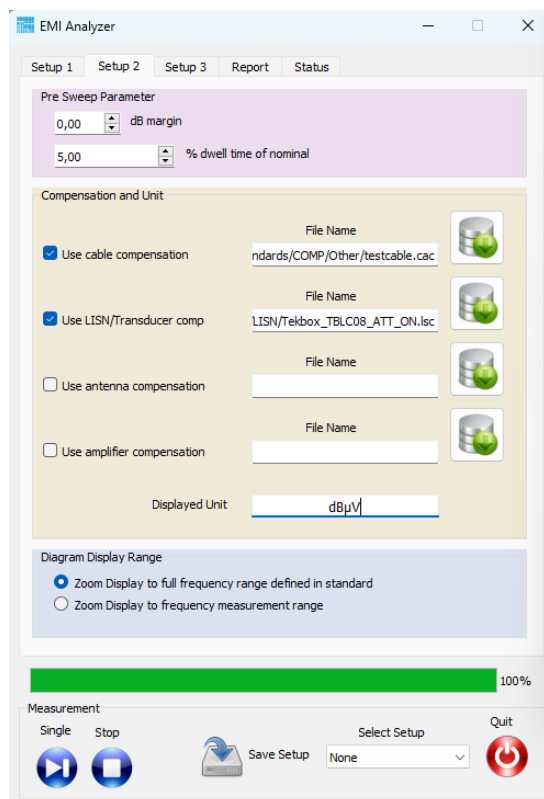 EMI Analyzer
Setup 1 Setup 2 Setup 3 Report Status
Pre Sweep Parameter
0,00 dB margin
5,00 % dwell time of nominal
Compensation and Unit
File Name
Use cable compensation ndards/COMP/Other/testcable.cac
File Name
Use LISN/Transducer comp LISN/Tekbox_TBLC08_ATT_ON.lsc
File Name
Use antenna compensation
File Name
Use amplifier compensation
Displayed Unit dBµV
Diagram Display Range
Zoom Display to full frequency range defined in standard
Zoom Display to frequency measurement range
100%
Measurement
Single Stop Select Setup Quit
Save Setup None